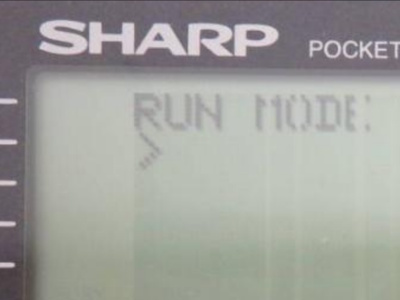 SHARP POCKET
RUN MODE
>